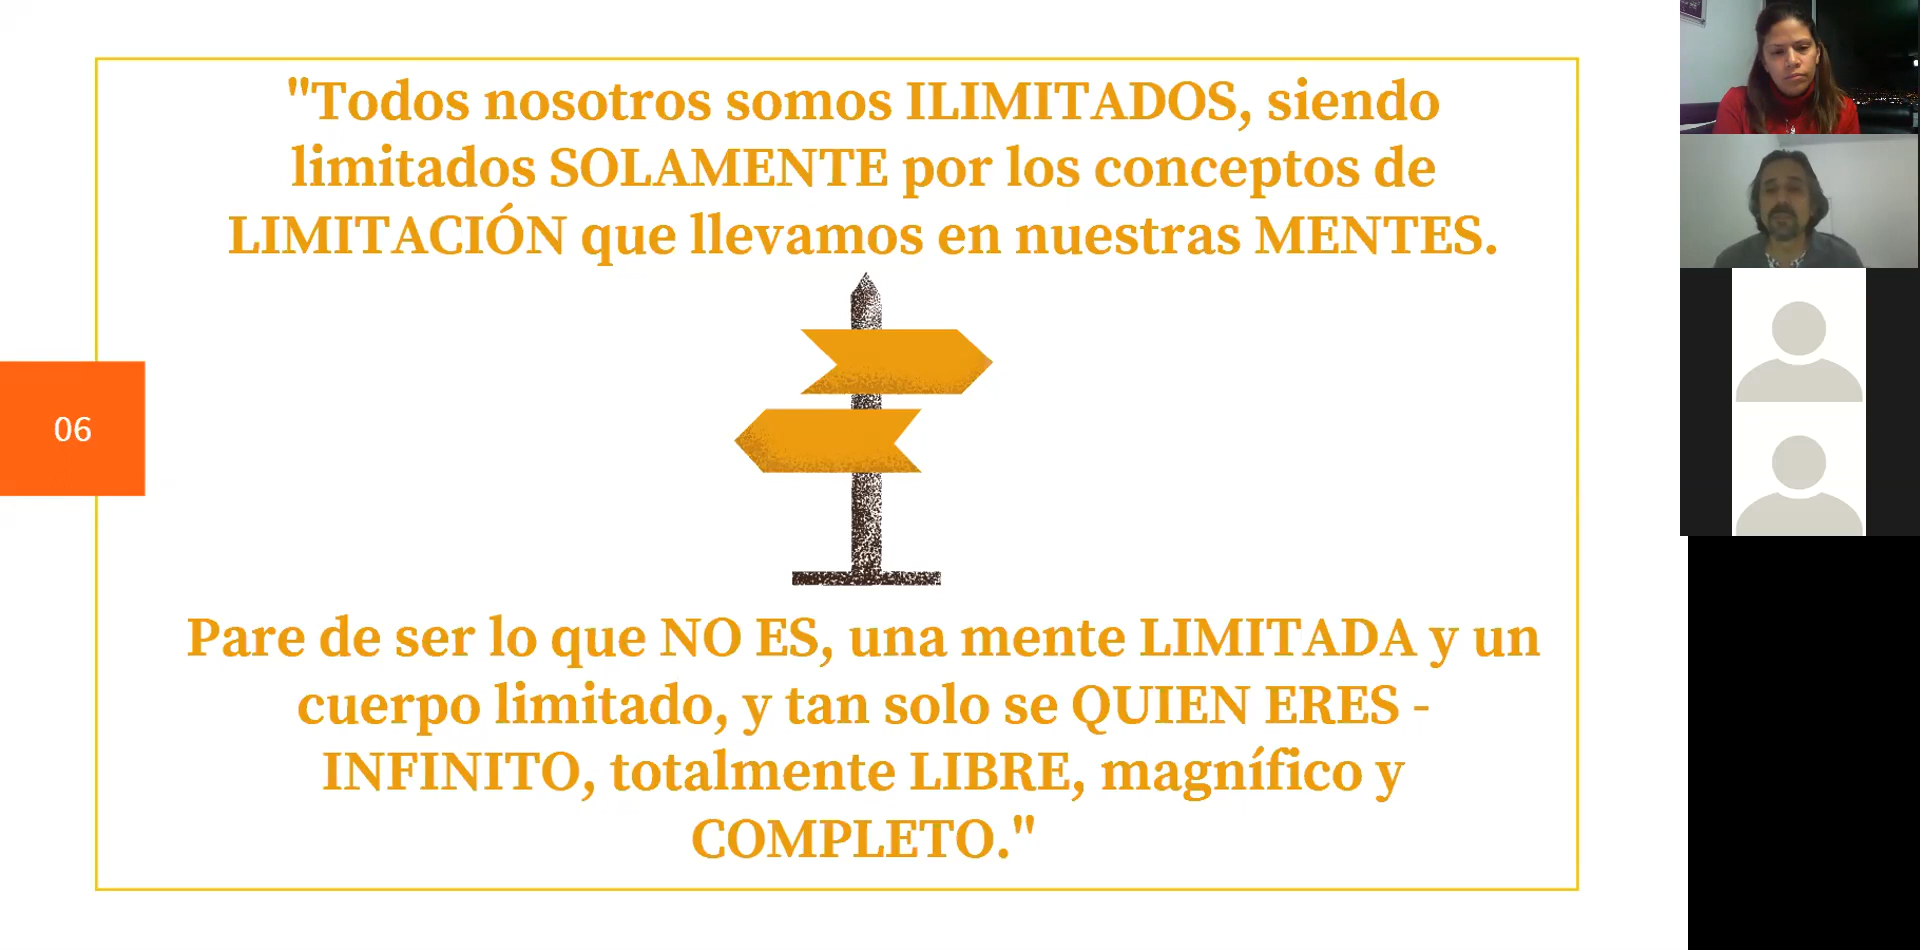 "Todos nosotros somos ILIMITADOS, siendo
limitados SOLAMENTE por los conceptos de
LIMITACIÓN que llevamos en nuestras MENTES.
06
Pare de ser lo que NO ES, una mente LIMITADA y un
cuerpo limitado, y tan solo se QUIEN ERES -
INFINITO, totalmente LIBRE, magnífico y
COMPLETO."